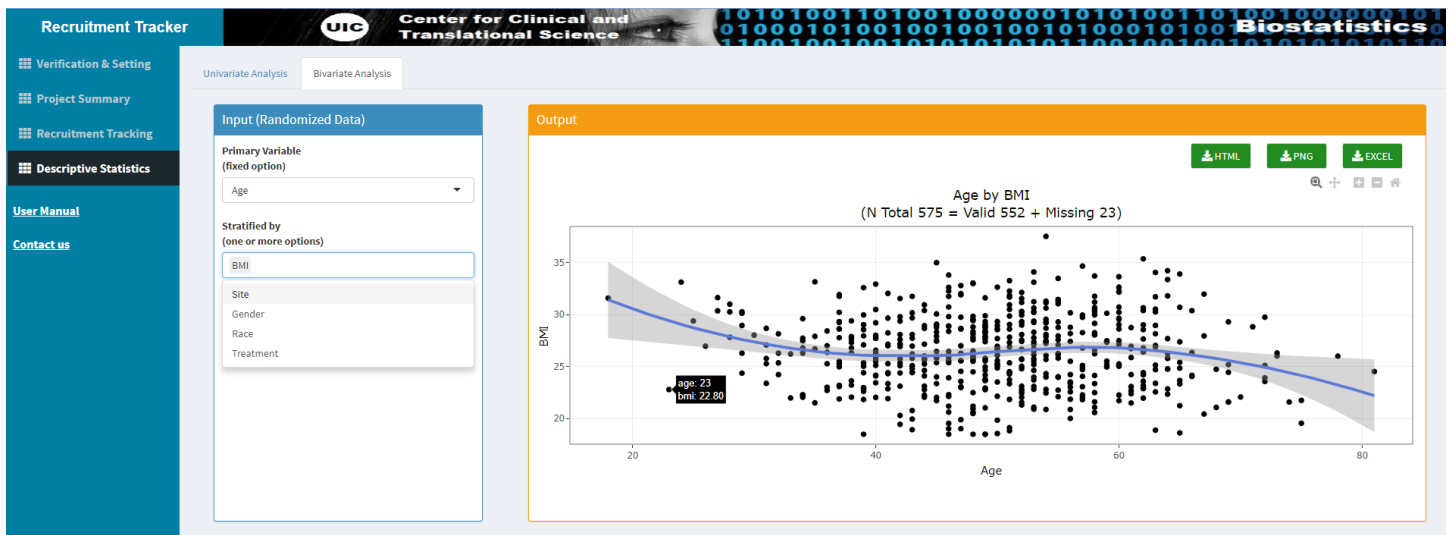 Recruitment Tracker
UIC
Center for Clinical and
Translational Science
Biostatistics
Verification & Setting
Project Summary
Recruitment Tracking
Descriptive Statistics
User Manual
Contact us
Univariate Analysis
Bivariate Analysis
Input (Randomized Data)
Primary Variable
(fixed option)
Age
Stratified by
(one or more options)
BMI
Site
Gender
Race
Treatment
Output
HTML
PNG
EXCEL
Age by BMI
(N Total 575 = Valid 552 + Missing 23)
35
30
25
20
BMI
age: 23
bmi: 22.80
20
40
60
80
Age